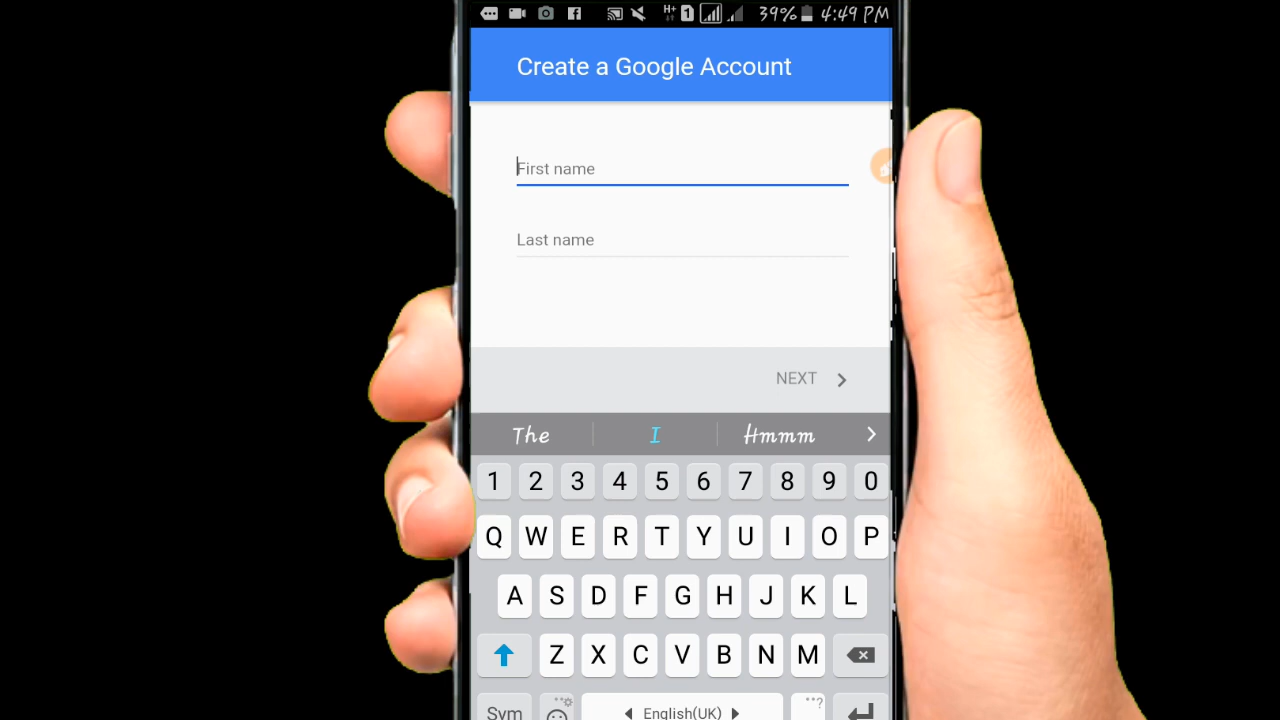 H+ 1 39% 4:49 PM
Create a Google Account
First name
Last name
NEXT
The I Hmmm
1 2 3 4 5 6 7 8 9 0
Q W E R T Y U I O P
A S D F G H J K L
Z X C V B N M
Sym English(UK) ?